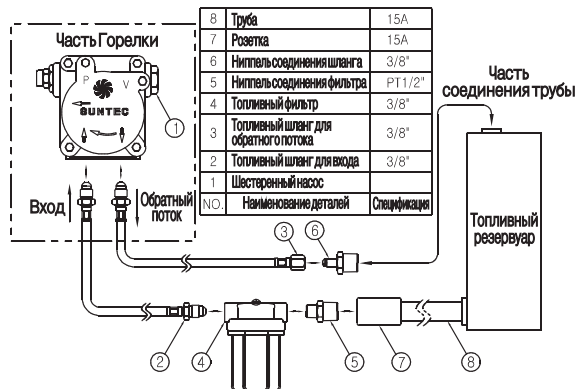 Часть Горелки
P V
SUNTEC
1
Вход
Обратный
поток
8 Труба 15A
7 Розетка 15A
6 Ниппель соединения шланга 3/8"
5 Ниппель соединения фильтра PT1/2"
4 Топливный фильтр 3/8"
3 Топливный шланг для
обратного потока 3/8"
2 Топливный шланг для входа 3/8"
1 Шестеренный насос
NO. Наименование деталей Спецификация
Часть
соединения трубы
Топливный
резервуар
3 6
2 4 5 7 8